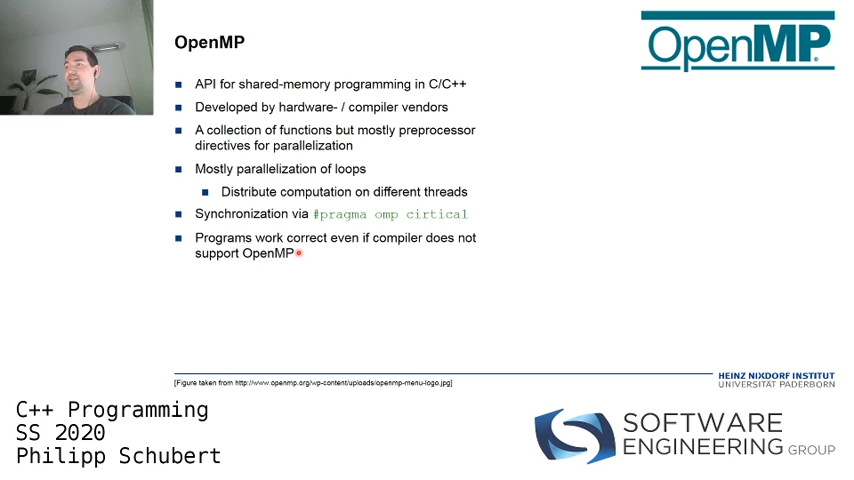 OpenMP
OpenMP
API for shared-memory programming in C/C++
Developed by hardware- / compiler vendors
A collection of functions but mostly preprocessor
directives for parallelization
Mostly parallelization of loops
Distribute computation on different threads
Synchronization via #pragma omp cirtical
Programs work correct even if compiler does not
support OpenMP
HEINZ NIXDORF INSTITUT
UNIVERSITÄT PADERBORN
[Figure taken from http://www.openmp.org/wp-content/uploads/openmp-menu-logo.jpg]
C++ Programming
SS 2020
Philipp Schubert
SOFTWARE
ENGINEERING GROUP